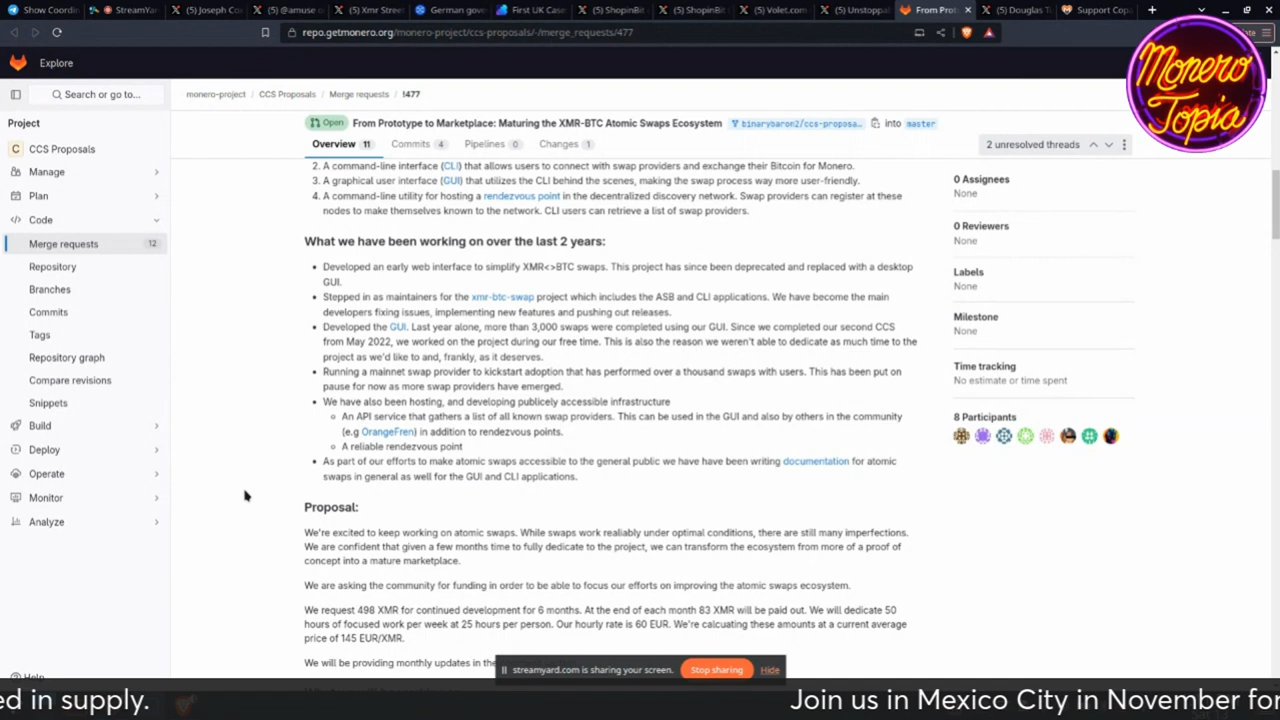 Show Coordin
StreamYar
(5) Joseph Co
(5) @amuse o
(5) Xmr Stree
German gove
First UK Case
(5) ShopinBit
(5) ShopinBit
(5) Volet.com
(5) Unstoppal
From Prot
(5) Douglas T
Support Copa
repo.getmonero.org/monero-project/ccs-proposals/-/merge_requests/477
Monero
Topia
Explore
Search or go to...
monero-project / CCS Proposals / Merge requests / !477
Project
CCS Proposals
Manage
Plan
Code
Merge requests 12
Repository
Branches
Commits
Tags
Repository graph
Compare revisions
Snippets
Build
Deploy
Operate
Monitor
Analyze
Help
Open From Prototype to Marketplace: Maturing the XMR-BTC Atomic Swaps Ecosystem binarybaron2/ccs-proposa... into master
Overview 11 Commits 4 Pipelines 0 Changes 1
2 unresolved threads
2. A command-line interface (CLI) that allows users to connect with swap providers and exchange their Bitcoin for Monero.
3. A graphical user interface (GUI) that utilizes the CLI behind the scenes, making the swap process way more user-friendly.
4. A command-line utility for hosting a rendezvous point in the decentralized discovery network. Swap providers can register at these
nodes to make themselves known to the network. CLI users can retrieve a list of swap providers.
What we have been working on over the last 2 years:
• Developed an early web interface to simplify XMR<>BTC swaps. This project has since been deprecated and replaced with a desktop
GUI.
• Stepped in as maintainers for the xmr-btc-swap project which includes the ASB and CLI applications. We have become the main
developers fixing issues, implementing new features and pushing out releases.
• Developed the GUI. Last year alone, more than 3,000 swaps were completed using our GUI. Since we completed our second CCS
from May 2022, we worked on the project during our free time. This is also the reason we weren't able to dedicate as much time to the
project as we'd like to and, frankly, as it deserves.
• Running a mainnet swap provider to kickstart adoption that has performed over a thousand swaps with users. This has been put on
pause for now as more swap providers have emerged.
• We have also been hosting, and developing publicely accessible infrastructure
An API service that gathers a list of all known swap providers. This can be used in the GUI and also by others in the community
(e.g OrangeFren) in addition to rendezvous points.
A reliable rendezvous point
• As part of our efforts to make atomic swaps accessible to the general public we have have been writing documentation for atomic
swaps in general as well for the GUI and CLI applications.
Proposal:
We're excited to keep working on atomic swaps. While swaps work realiably under optimal conditions, there are still many imperfections.
We are confident that given a few months time to fully dedicate to the project, we can transform the ecosystem from more of a proof of
concept into a mature marketplace.
We are asking the community for funding in order to be able to focus our efforts on improving the atomic swaps ecosystem.
We request 498 XMR for continued development for 6 months. At the end of each month 83 XMR will be paid out. We will dedicate 50
hours of focused work per week at 25 hours per person. Our hourly rate is 60 EUR. We're calcuating these amounts at a current average
price of 145 EUR/XMR.
We will be providing monthly updates in the
0 Assignees
None
0 Reviewers
None
Labels
None
Milestone
None
Time tracking
No estimate or time spent
8 Participants
streamyard.com is sharing your screen.
Stop sharing
Hide
ed in supply.
Join us in Mexico City in November for